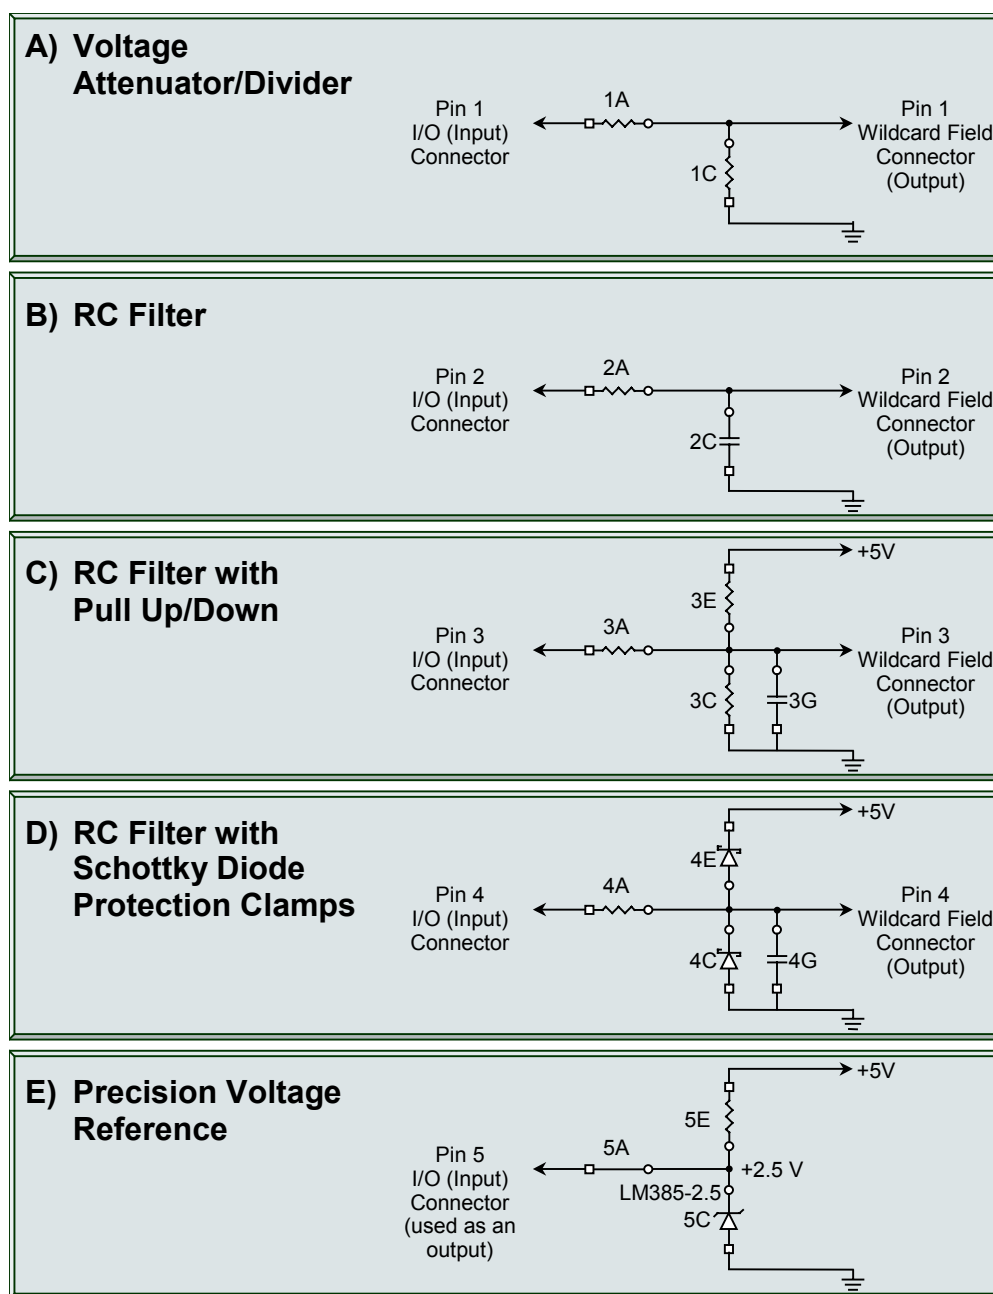 A) Voltage
Attenuator/Divider
Pin 1
I/O (Input)
Connector
1A
1C
Pin 1
Wildcard Field
Connector
(Output)
B) RC Filter
Pin 2
I/O (Input)
Connector
2A
2C
Pin 2
Wildcard Field
Connector
(Output)
C) RC Filter with
Pull Up/Down
+5V
3E
Pin 3
I/O (Input)
Connector
3A
3C
3G
Pin 3
Wildcard Field
Connector
(Output)
D) RC Filter with
Schottky Diode
Protection Clamps
+5V
4E
Pin 4
I/O (Input)
Connector
4A
4C
4G
Pin 4
Wildcard Field
Connector
(Output)
E) Precision Voltage
Reference
+5V
5E
Pin 5
I/O (Input)
Connector
(used as an
output)
5A
+2.5 V
LM385-2.5
5C